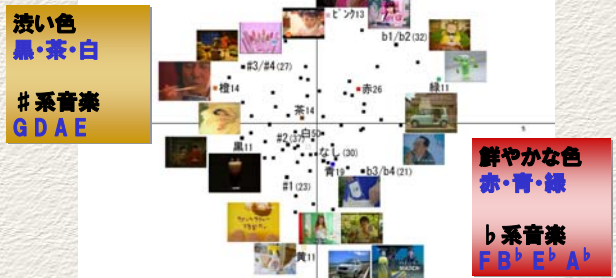 渋い色
黒・茶・白
♯系音楽
G D A E
ピンク13
b1/b2(32)
#3/#4(27)
橙14
赤26
緑11
茶14
白50
#2(37)
黒11
なし(30)
青19
b3/b4(21)
#1(23)
黄11
鮮やかな色
赤・青・緑
♭系音楽
F B♭ E♭ A♭